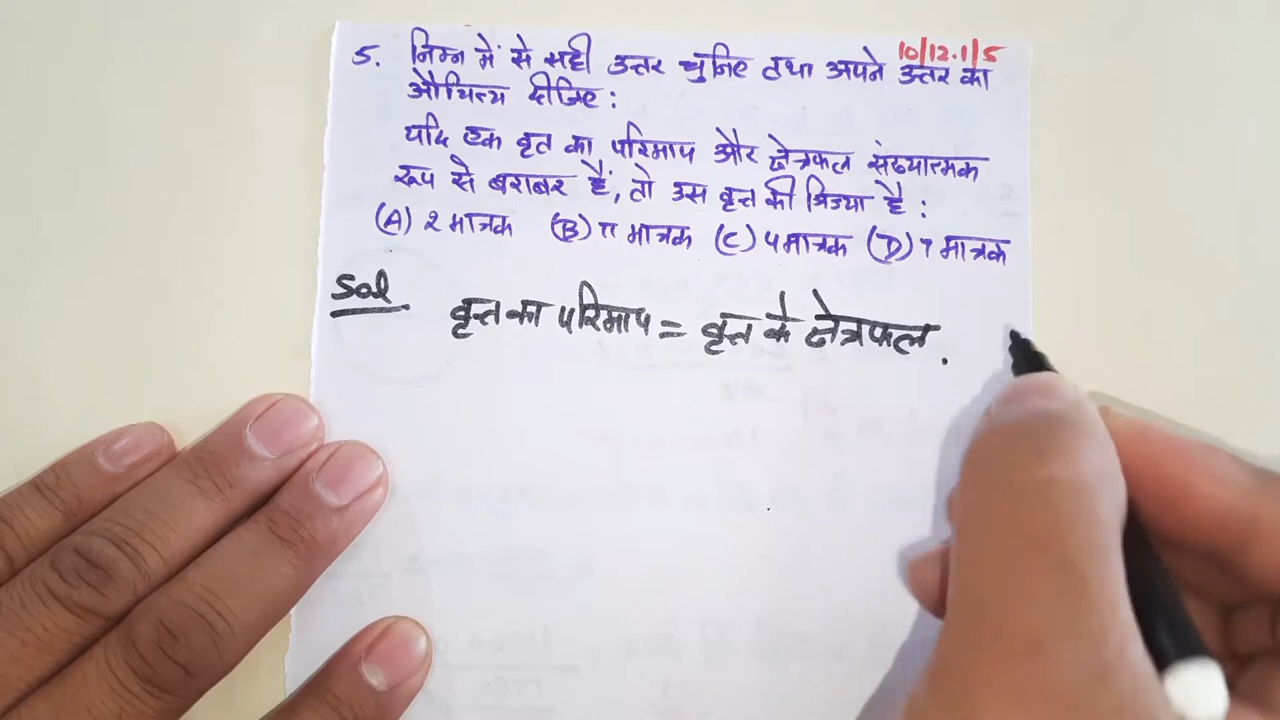 10/12.1/5
5. निम्न में से सही उत्तर चुनिए तथा अपने उत्तर का
औचित्य दीजिए:
यदि एक वृत का परिमाप और क्षेत्रफल संख्यात्मक
रूप से बराबर हैं, तो उस वृत्त की त्रिज्या है:
(A) 2 मात्रक (B) π मात्रक (C) 4 मात्रक (D) 7 मात्रक
Sol
वृत्त का परिमाप = वृत्त के क्षेत्रफल.